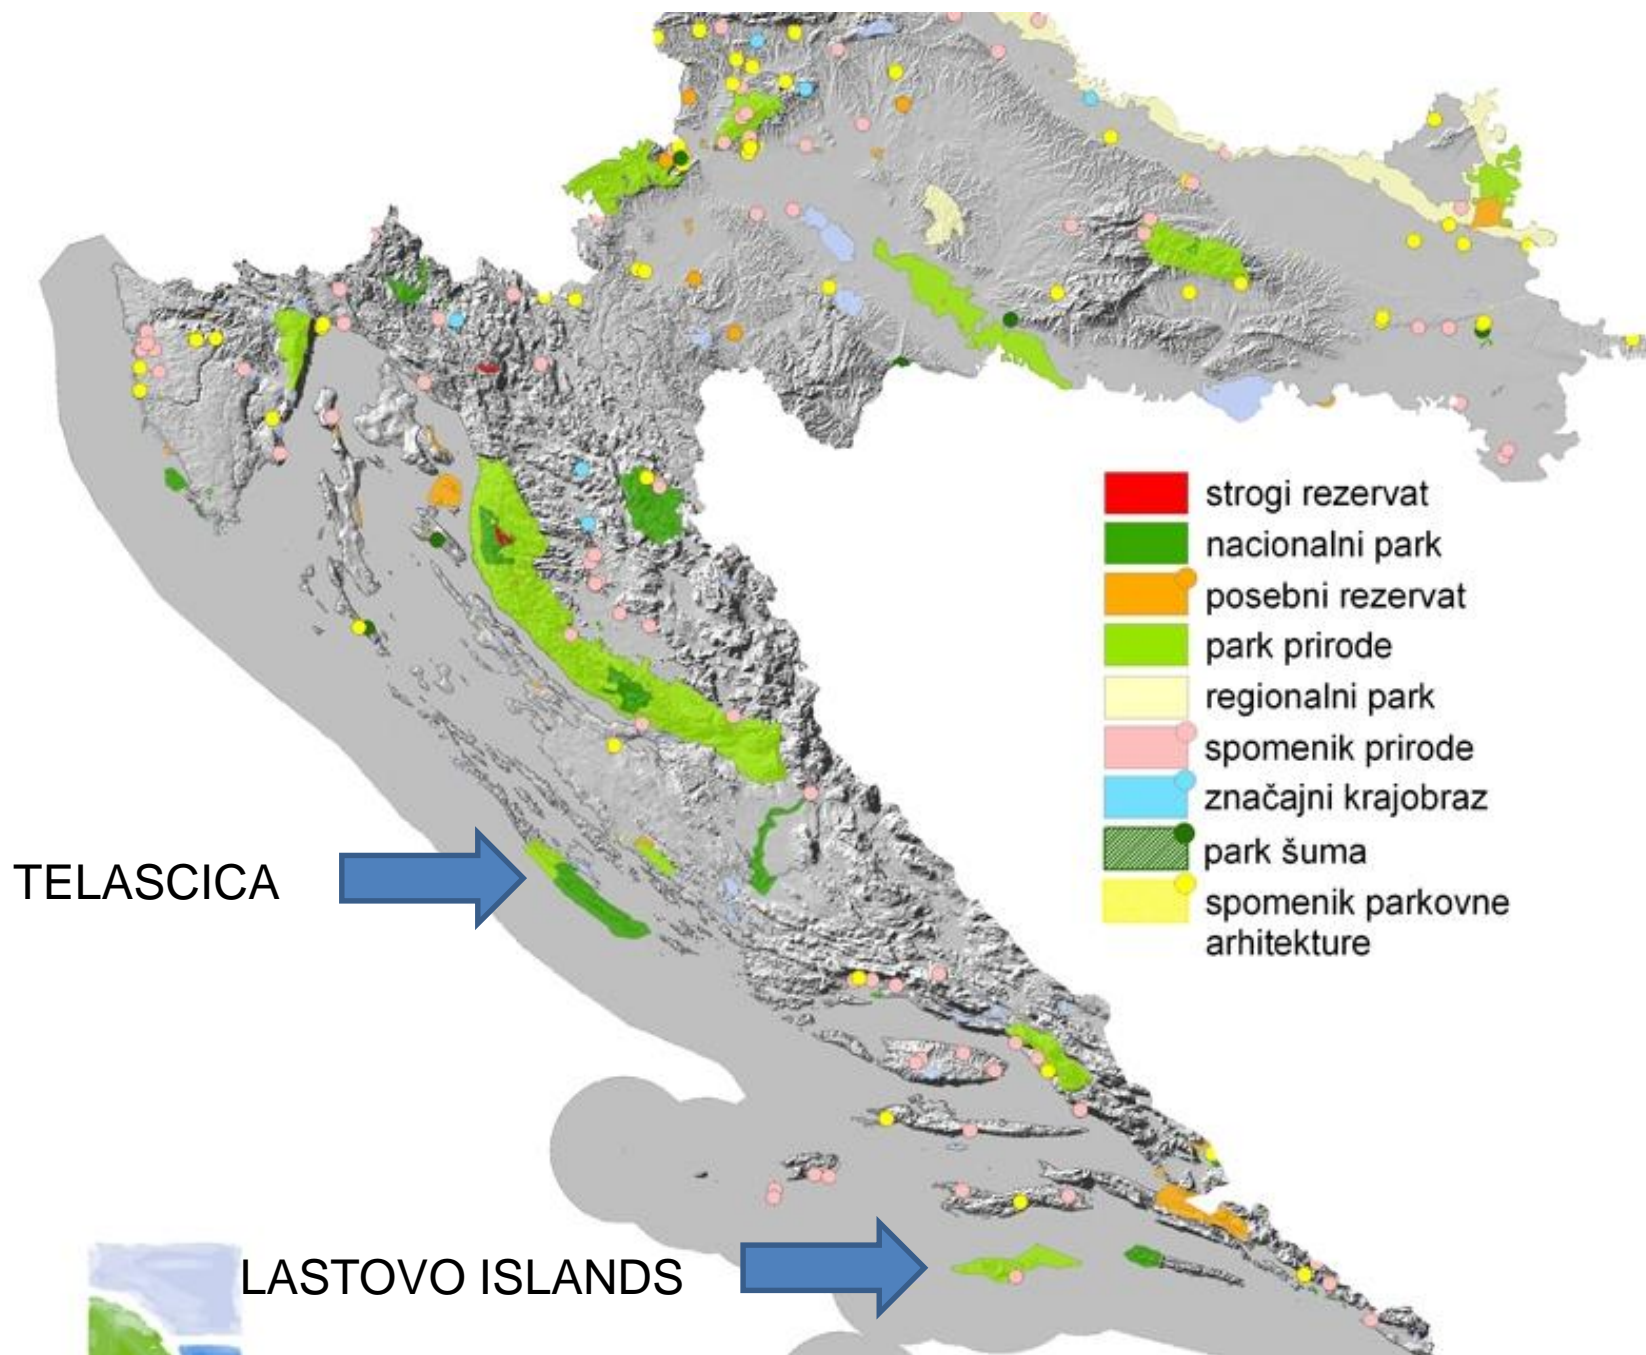 strogi rezervat
nacionalni park
posebni rezervat
park prirode
regionalni park
spomenik prirode
značajni krajobraz
park šuma
spomenik parkovne
arhitekture
TELASCICA
LASTOVO ISLANDS